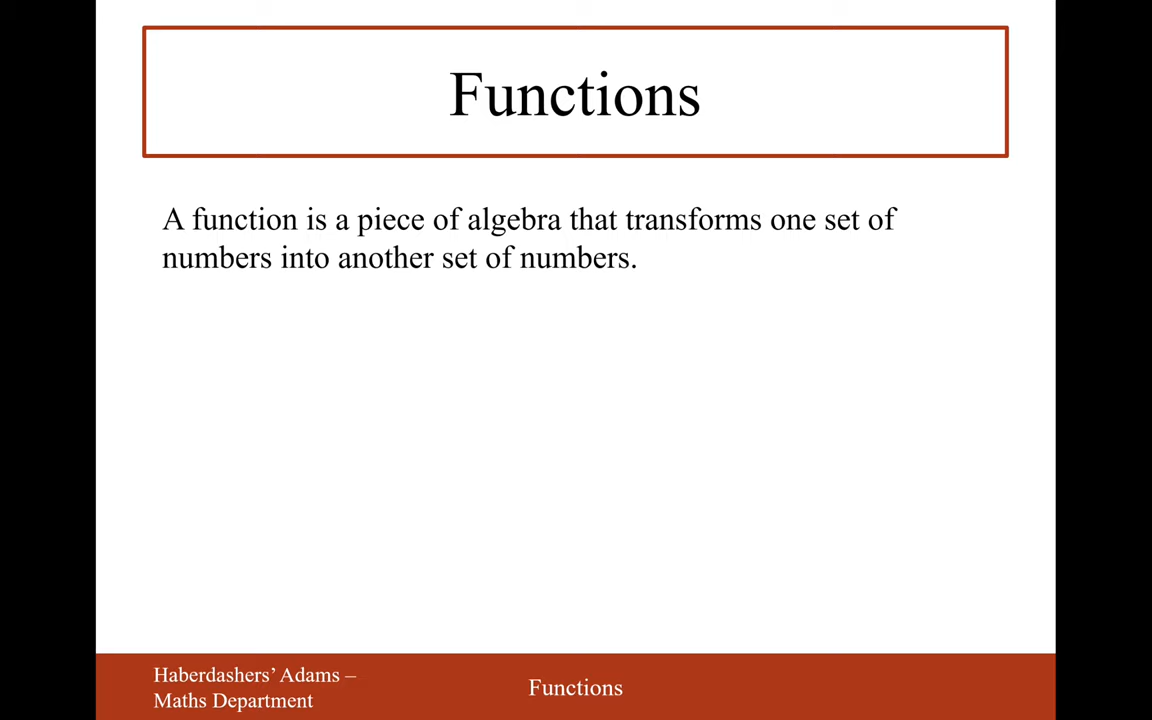 Functions
A function is a piece of algebra that transforms one set of
numbers into another set of numbers.
Haberdashers’ Adams –
Maths Department
Functions